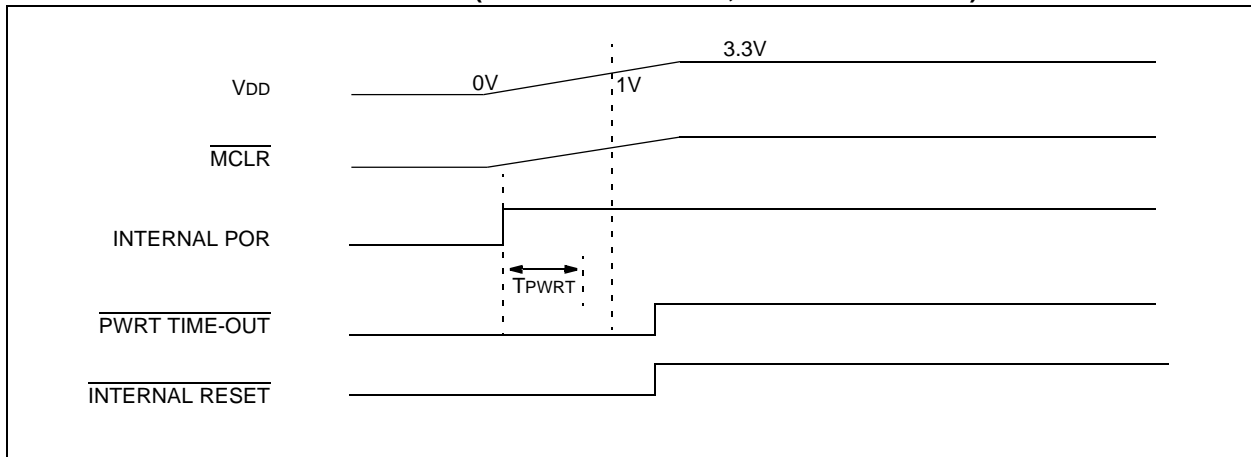 3.3V
VDD
0V
1V
MCLR
INTERNAL POR
TPWRT
PWRT TIME-OUT
INTERNAL RESET